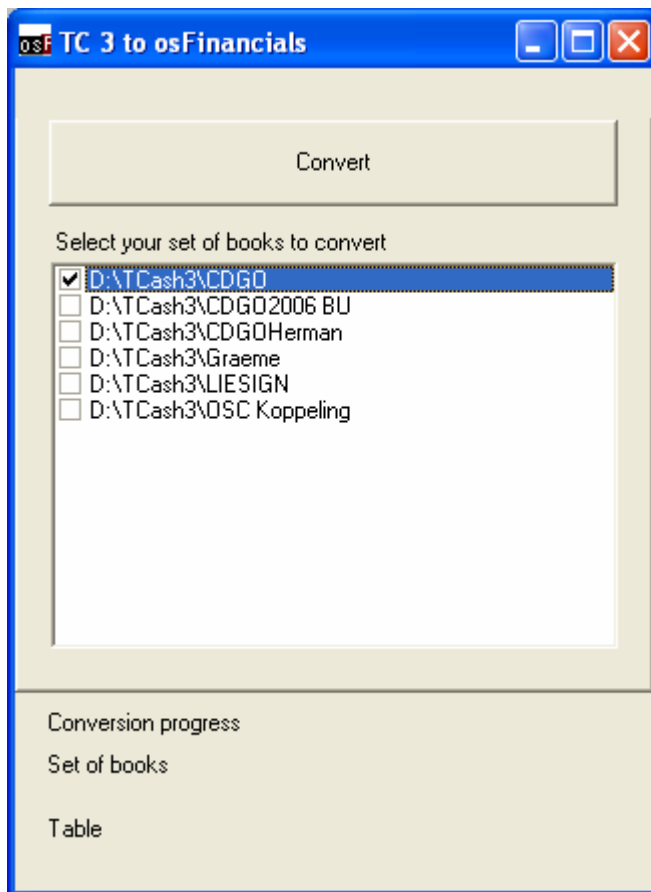 osF TC 3 to osFinancials
Convert
Select your set of books to convert
D:\TCash3\CDGO
D:\TCash3\CDGO2006 BU
D:\TCash3\CDGOHerman
D:\TCash3\Graeme
D:\TCash3\LIESIGN
D:\TCash3\OSC Koppeling
Conversion progress
Set of books
Table